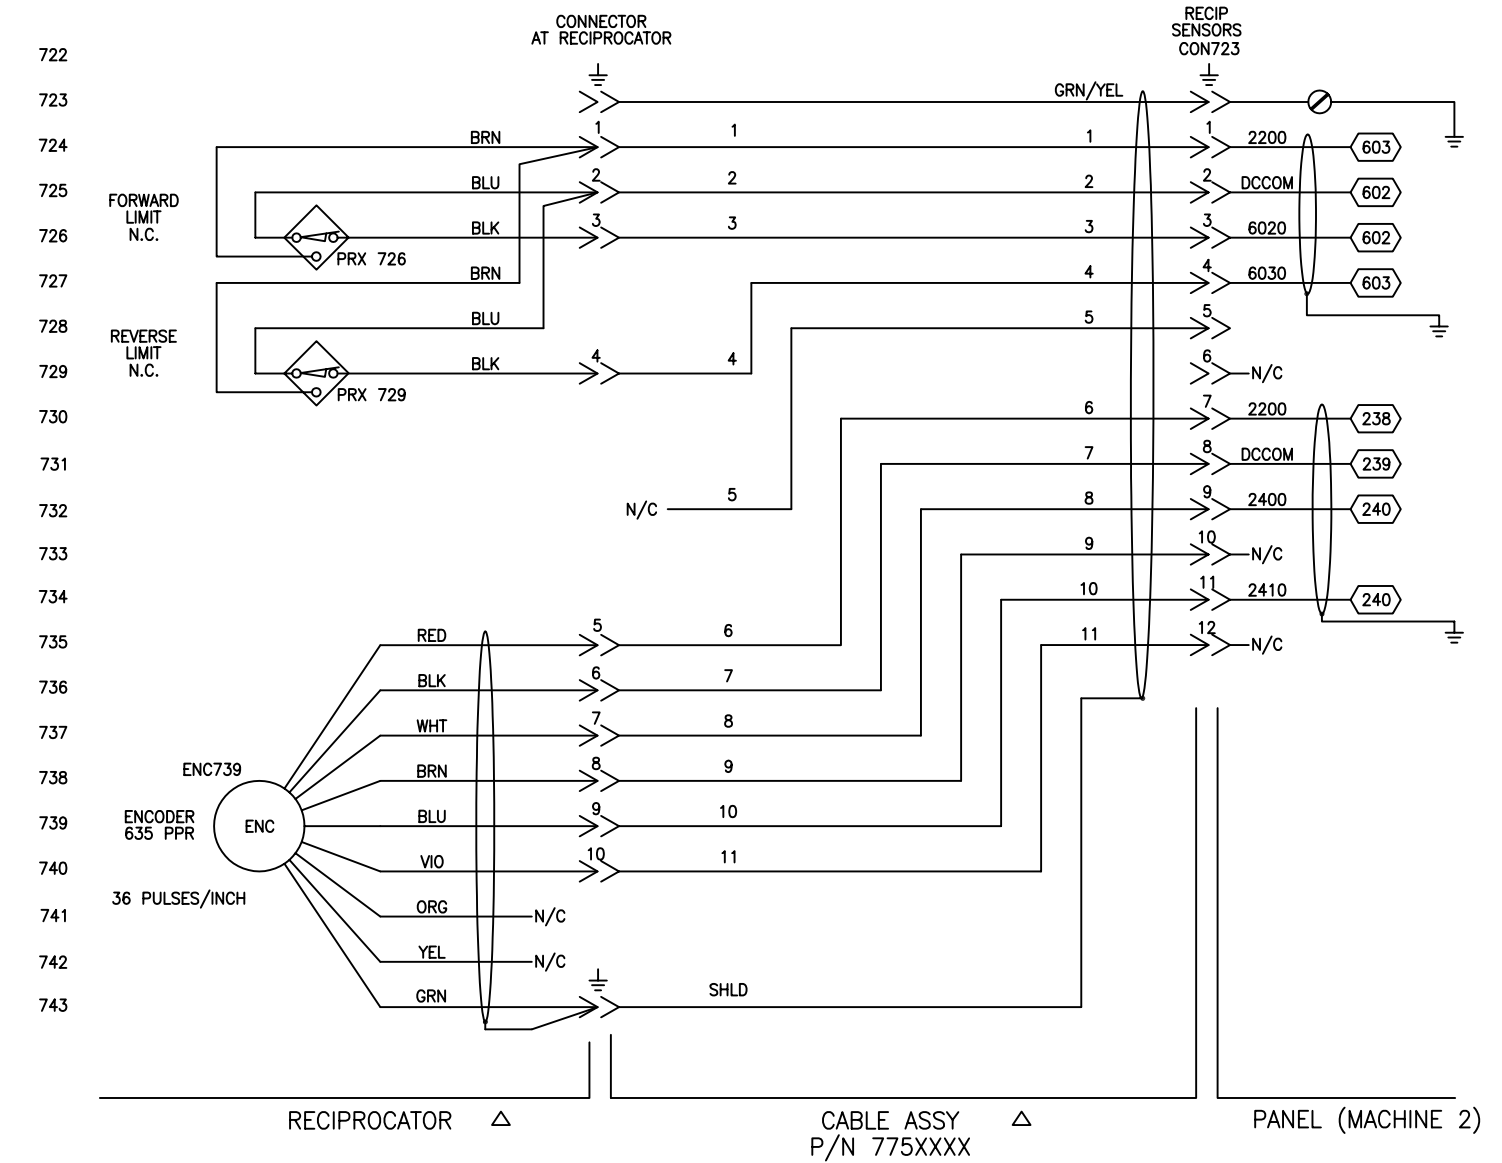 CONNECTOR
AT RECIPROCATOR
RECIP
SENSORS
CON723
722
723 GRN/YEL
724 BRN 1 1 1 1 2200 603
725 BLU 2 2 2 2 DCCOM 602
FORWARD
LIMIT
N.C.
726 BLK 3 3 3 3 6020 602
PRX 726
727 BRN 4 4 6030 603
728 BLU 5 5
REVERSE
LIMIT
N.C.
729 BLK 4 4 6 N/C
PRX 729
730 6 7 2200 238
731 7 8 DCCOM 239
732 N/C 5 8 9 2400 240
733 9 10 N/C
734 10 11 2410 240
735 RED 5 6 11 12 N/C
736 BLK 6 7
737 WHT 7 8
738 BRN 8 9
ENC739
739 BLU 9 10
ENCODER
635 PPR
ENC
740 VIO 10 11
36 PULSES/INCH
741 ORG N/C
742 YEL N/C
743 GRN SHLD
RECIPROCATOR
CABLE ASSY
P/N 775XXXX
PANEL (MACHINE 2)